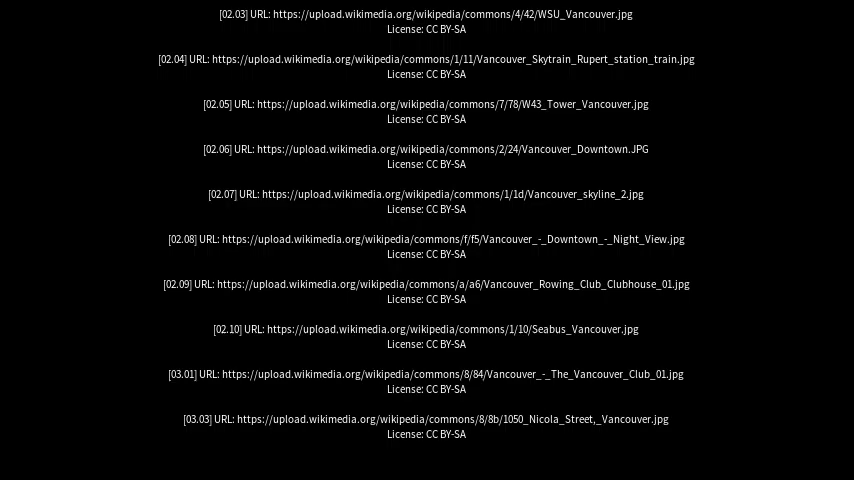 [02.03] URL: https://upload.wikimedia.org/wikipedia/commons/4/42/WSU_Vancouver.jpg
License: CC BY-SA
[02.04] URL: https://upload.wikimedia.org/wikipedia/commons/1/11/Vancouver_Skytrain_Rupert_station_train.jpg
License: CC BY-SA
[02.05] URL: https://upload.wikimedia.org/wikipedia/commons/7/78/W43_Tower_Vancouver.jpg
License: CC BY-SA
[02.06] URL: https://upload.wikimedia.org/wikipedia/commons/2/24/Vancouver_Downtown.JPG
License: CC BY-SA
[02.07] URL: https://upload.wikimedia.org/wikipedia/commons/1/1d/Vancouver_skyline_2.jpg
License: CC BY-SA
[02.08] URL: https://upload.wikimedia.org/wikipedia/commons/f/f5/Vancouver_-_Downtown_-_Night_View.jpg
License: CC BY-SA
[02.09] URL: https://upload.wikimedia.org/wikipedia/commons/a/a6/Vancouver_Rowing_Club_Clubhouse_01.jpg
License: CC BY-SA
[02.10] URL: https://upload.wikimedia.org/wikipedia/commons/1/10/Seabus_Vancouver.jpg
License: CC BY-SA
[03.01] URL: https://upload.wikimedia.org/wikipedia/commons/8/84/Vancouver_-_The_Vancouver_Club_01.jpg
License: CC BY-SA
[03.03] URL: https://upload.wikimedia.org/wikipedia/commons/8/8b/1050_Nicola_Street,_Vancouver.jpg
License: CC BY-SA